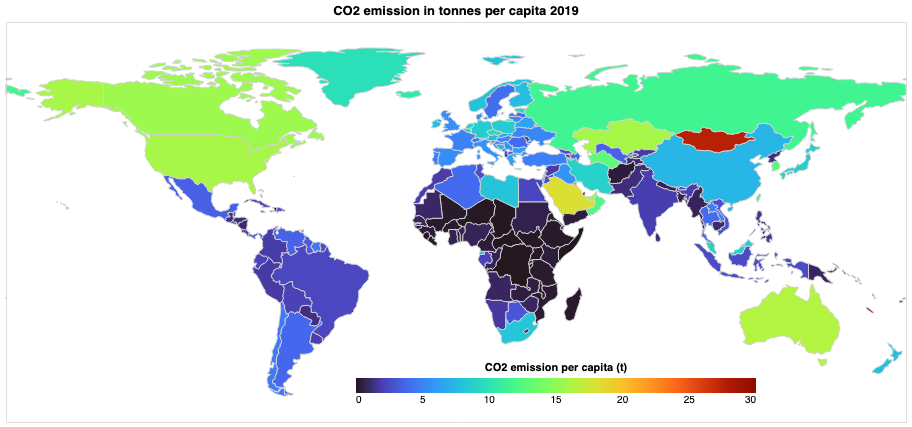 CO2 emission in tonnes per capita 2019
CO2 emission per capita (t)
0 5 10 15 20 25 30